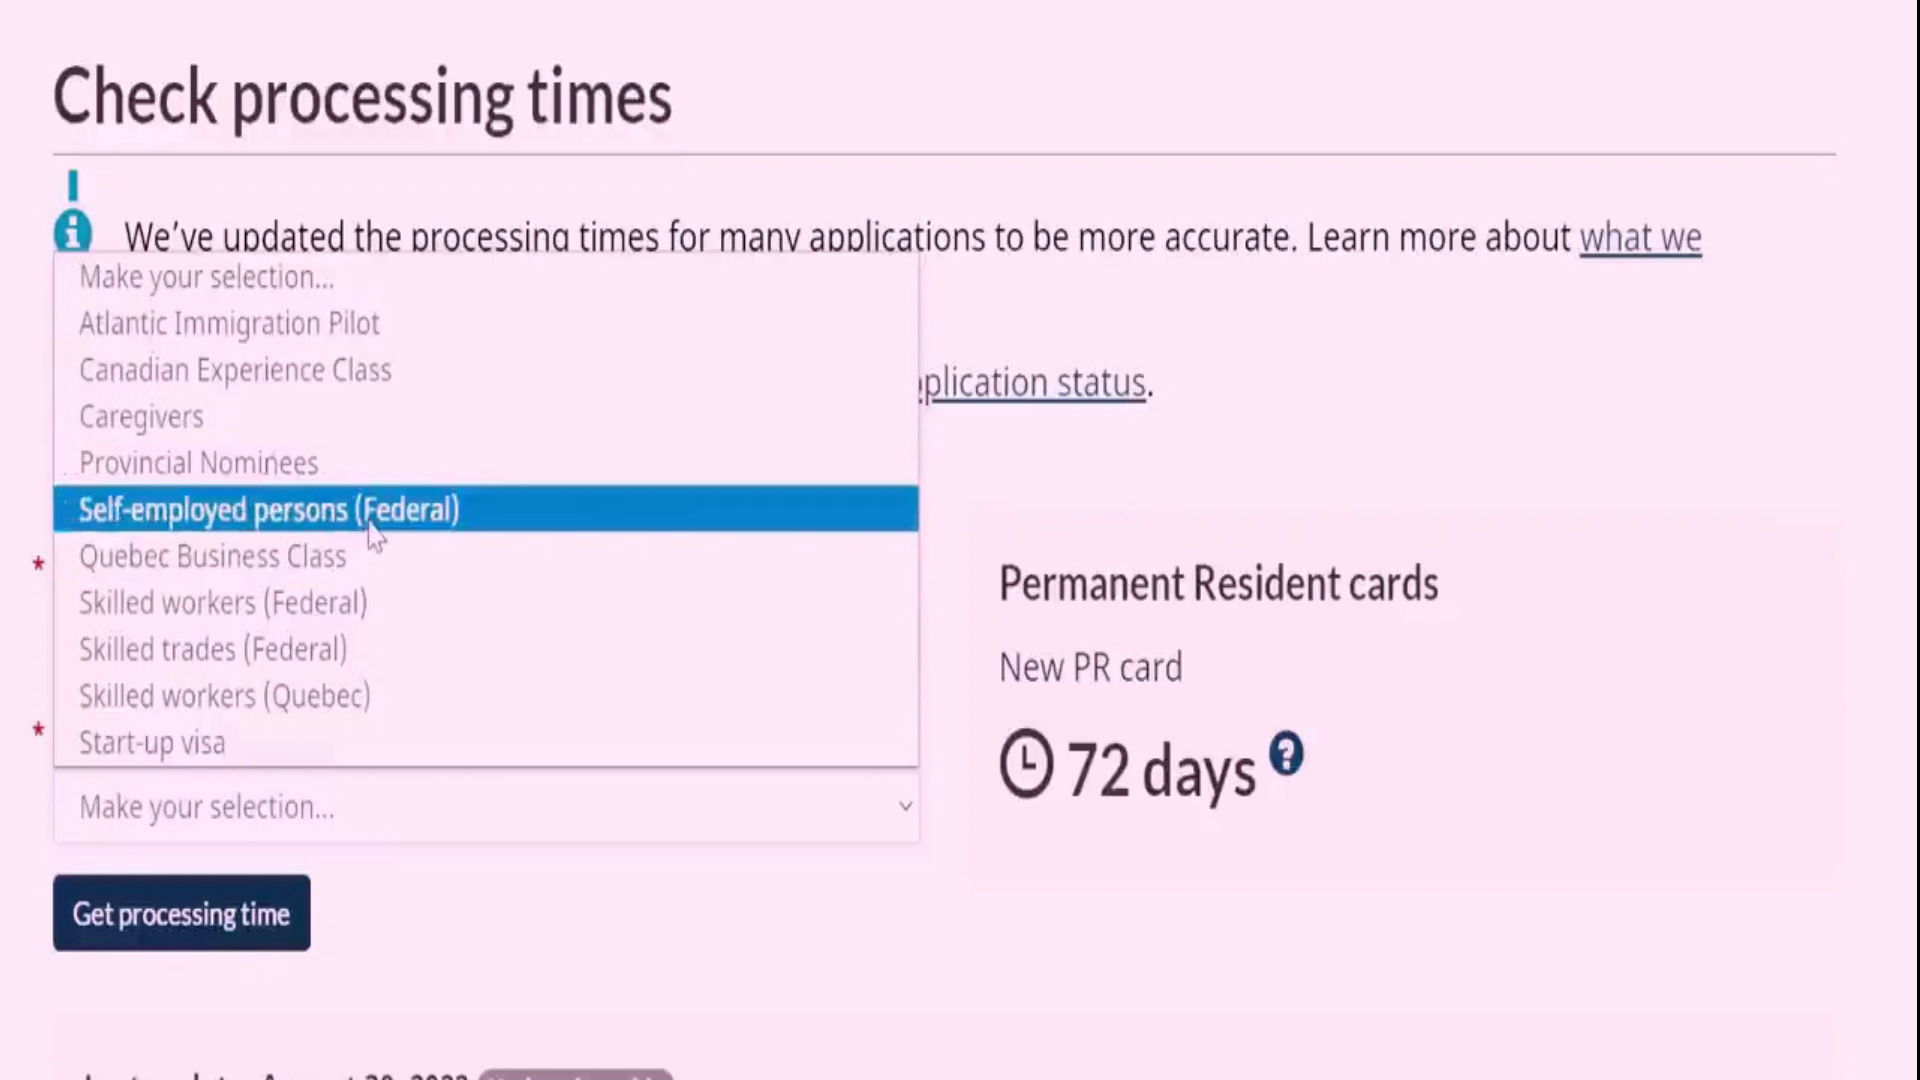 Check processing times
We've updated the processing times for many applications to be more accurate. Learn more about what we
Make your selection...
Atlantic Immigration Pilot
Canadian Experience Class
plication status.
Caregivers
Provincial Nominees
Self-employed persons (Federal)
Quebec Business Class
Skilled workers (Federal)
Skilled trades (Federal)
Skilled workers (Quebec)
Start-up visa
Make your selection...
Get processing time
Permanent Resident cards
New PR card
72 days